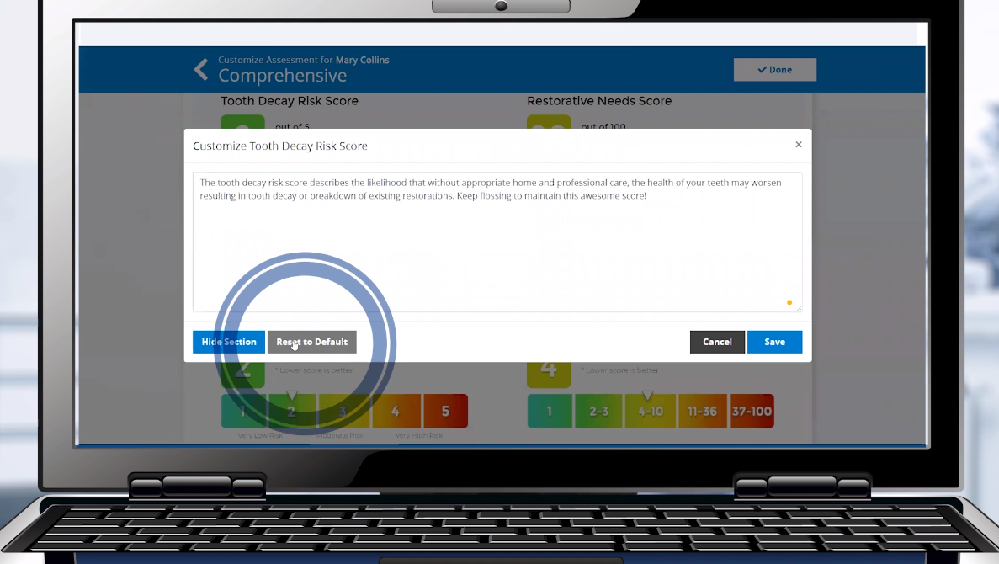 Customize Assessment for Mary Collins
Comprehensive
Done
Tooth Decay Risk Score
Restorative Needs Score
out of 5
out of 100
Customize Tooth Decay Risk Score
×
The tooth decay risk score describes the likelihood that without appropriate home and professional care, the health of your teeth may worsen
resulting in tooth decay or breakdown of existing restorations. Keep flossing to maintain this awesome score!
Hide Section
Reset to Default
Cancel
Save
2
* Lower score is better
4
* Lower score is better
1 2 3 4 5
1 2-3 4-10 11-36 37-100
Very Low Risk Moderate Risk Very High Risk